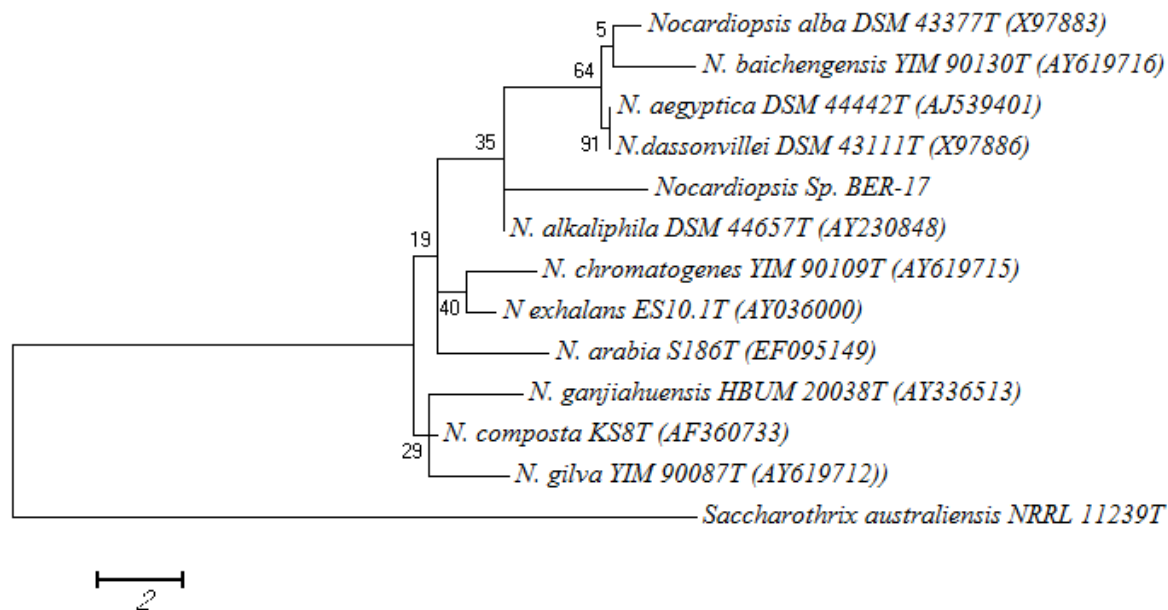 Nocardiopsis alba DSM 43377T (X97883)
5
N. baichengensis YIM 90130T (AY619716)
64
N. aegyptica DSM 44442T (AJ539401)
35
91
N.dassonvillei DSM 43111T (X97886)
Nocardiopsis Sp. BER-17
N. alkaliphila DSM 44657T (AY230848)
19
N. chromatogenes YIM 90109T (AY619715)
40
N exhalans ES10.1T (AY036000)
N. arabia S186T (EF095149)
N. ganjiahuensis HBUM 20038T (AY336513)
N. composta KS8T (AF360733)
29
N. gilva YIM 90087T (AY619712))
Saccharothrix australiensis NRRL 11239T
2